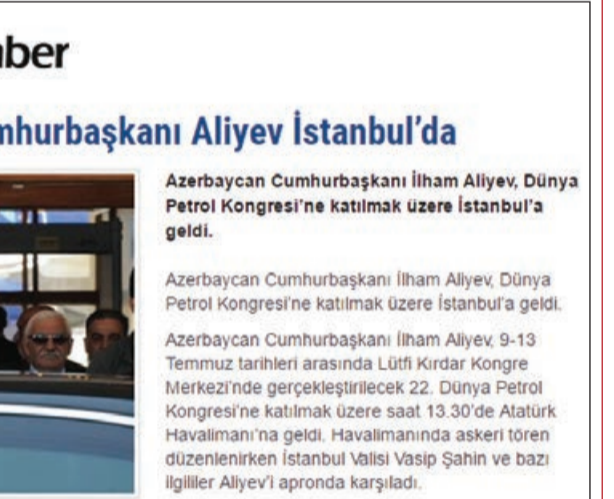 aber
mhurbaşkanı Aliyev İstanbul'da
Azerbaycan Cumhurbaşkanı İlham Aliyev, Dünya
Petrol Kongresi'ne katılmak üzere İstanbul'a
geldi.
Azerbaycan Cumhurbaşkanı İlham Aliyev, Dünya
Petrol Kongresi'ne katılmak üzere İstanbul'a geldi.
Azerbaycan Cumhurbaşkanı İlham Aliyev, 9-13
Temmuz tarihleri arasında Lütfi Kırdar Kongre
Merkezi'nde gerçekleştirilecek 22. Dünya Petrol
Kongresi'ne katılmak üzere saat 13.30'de Atatürk
Havalimanı'na geldi. Havalimanında askeri tören
düzenlenirken İstanbul Valisi Vasip Şahin ve bazı
ilgililer Aliyev'i apronda karşıladı.